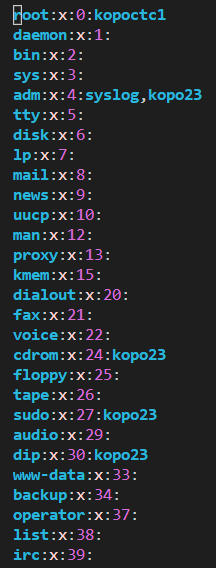 root:x:0:kopoctc1
daemon:x:1:
bin:x:2:
sys:x:3:
adm:x:4:syslog,kopo23
tty:x:5:
disk:x:6:
lp:x:7:
mail:x:8:
news:x:9:
uucp:x:10:
man:x:12:
proxy:x:13:
kmem:x:15:
dialout:x:20:
fax:x:21:
voice:x:22:
cdrom:x:24:kopo23
floppy:x:25:
tape:x:26:
sudo:x:27:kopo23
audio:x:29:
dip:x:30:kopo23
www-data:x:33:
backup:x:34:
operator:x:37:
list:x:38:
irc:x:39: